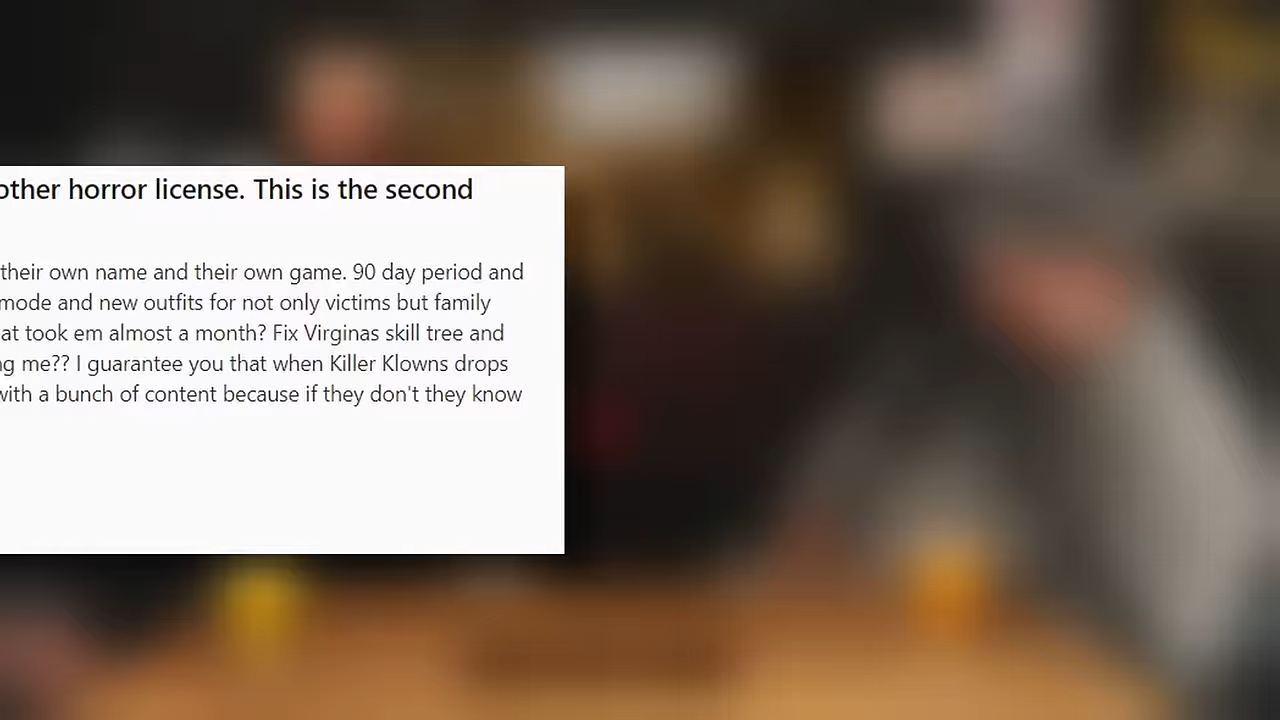 other horror license. This is the second
their own name and their own game. 90 day period and
mode and new outfits for not only victims but family
at took em almost a month? Fix Virginas skill tree and
me?? I guarantee you that when Killer Klowns drops
with a bunch of content because if they don't they know